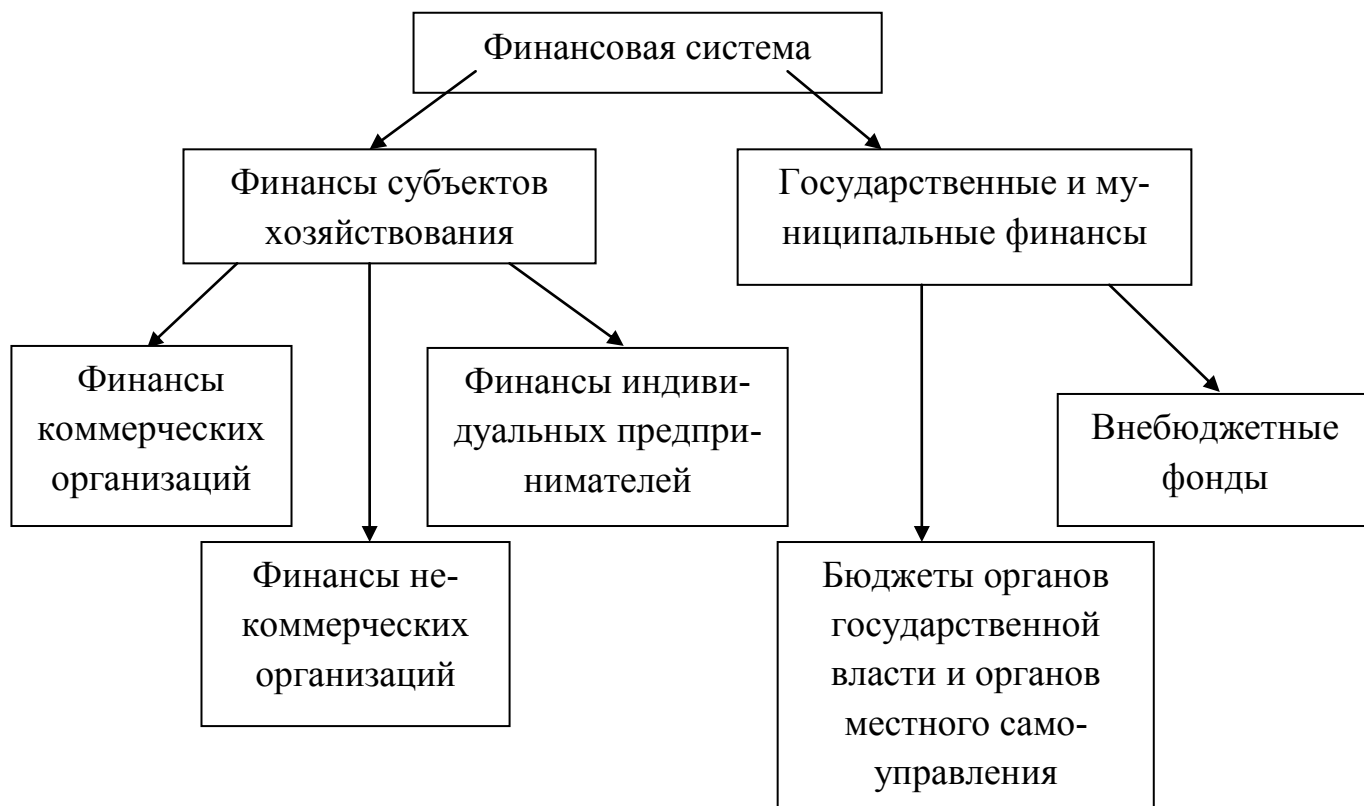 Финансовая система
Финансы субъектов
хозяйствования
Государственные и му-
ниципальные финансы
Финансы
коммерческих
организаций
Финансы индиви-
дуальных предпри-
нимателей
Внебюджетные
фонды
Финансы не-
коммерческих
организаций
Бюджеты органов
государственной
власти и органов
местного само-
управления